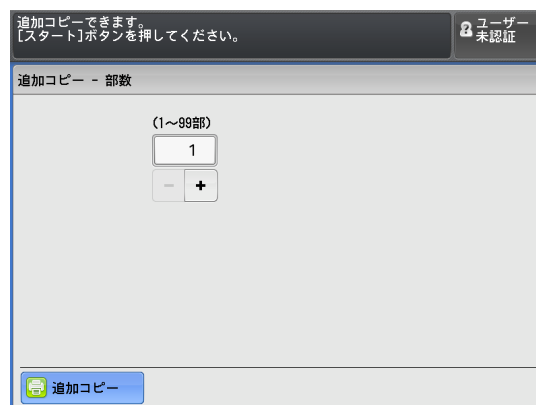 追加コピーできます。
[スタート]ボタンを押してください。
ユーザー
未認証
追加コピー - 部数
(1～99部)
1
- +
追加コピー